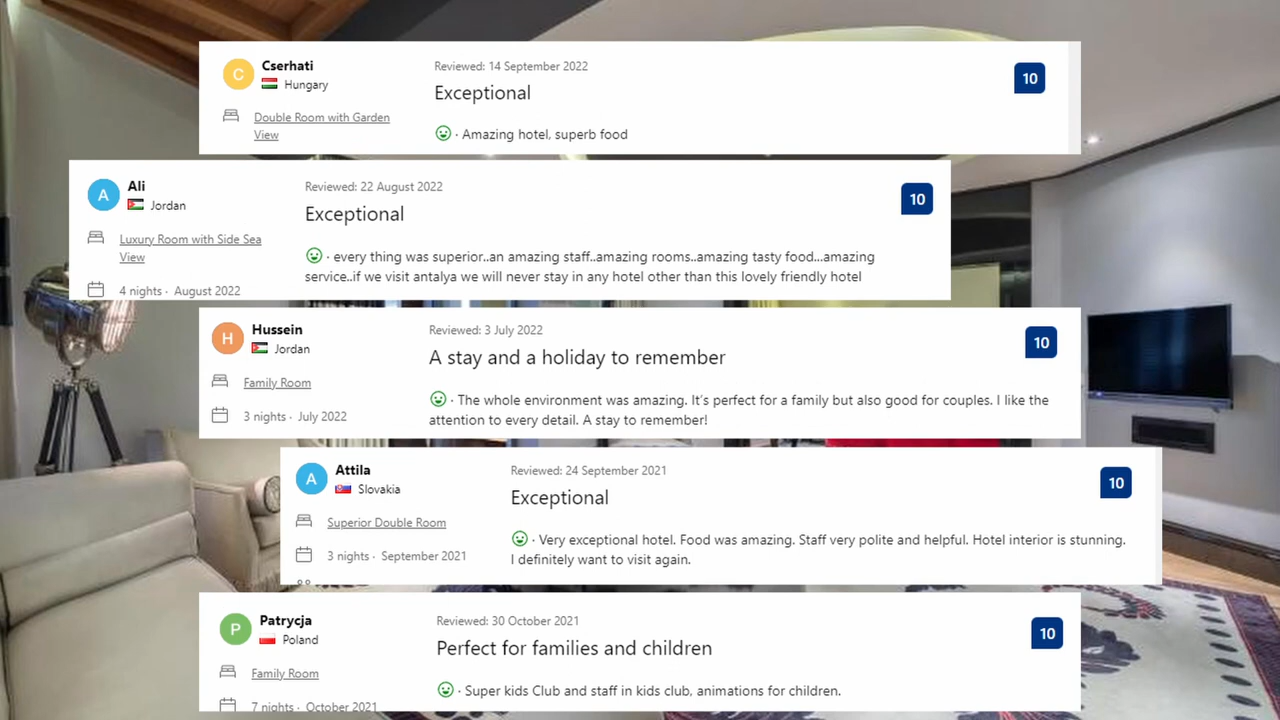 C
Cserhati
Hungary
Double Room with Garden
View
Reviewed: 14 September 2022
Exceptional
· Amazing hotel, superb food
10
A
Ali
Jordan
Luxury Room with Side Sea
View
4 nights · August 2022
Reviewed: 22 August 2022
Exceptional
· every thing was superior..an amazing staff..amazing rooms..amazing tasty food...amazing
service..if we visit antalya we will never stay in any hotel other than this lovely friendly hotel
10
H
Hussein
Jordan
Family Room
3 nights · July 2022
Reviewed: 3 July 2022
A stay and a holiday to remember
· The whole environment was amazing. It's perfect for a family but also good for couples. I like the
attention to every detail. A stay to remember!
10
A
Attila
Slovakia
Superior Double Room
3 nights · September 2021
Reviewed: 24 September 2021
Exceptional
· Very exceptional hotel. Food was amazing. Staff very polite and helpful. Hotel interior is stunning.
I definitely want to visit again.
10
P
Patrycja
Poland
Family Room
7 nights · October 2021
Reviewed: 30 October 2021
Perfect for families and children
· Super kids Club and staff in kids club, animations for children.
10